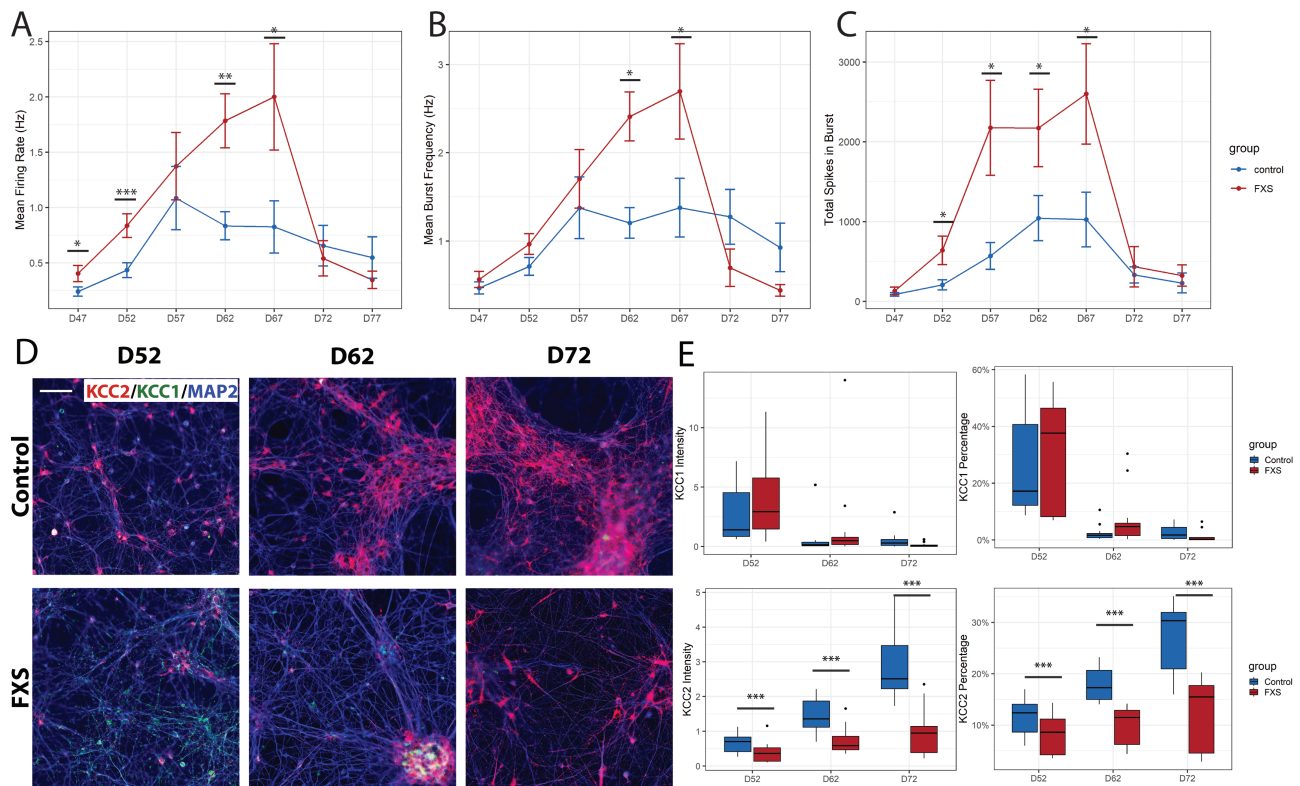 A
Mean Firing Rate (Hz)
2.5
2.0
1.5
1.0
0.5
*
***
**
*
D47 D52 D57 D62 D67 D72 D77
B
Mean Burst Frequency (Hz)
3
2
1
*
*
D47 D52 D57 D62 D67 D72 D77
C
Total Spikes in Burst
3000
2000
1000
0
*
*
*
*
D47 D52 D57 D62 D67 D72 D77
group
control
FXS
D
D52 D62 D72
Control
KCC2/KCC1/MAP2
FXS
E
KCC1 Intensity
10
5
0
D52 D62 D72
KCC1 Percentage
60%
40%
20%
0%
D52 D62 D72
group
Control
FXS
KCC2 Intensity
5
4
3
2
1
0
***
***
***
D52 D62 D72
KCC2 Percentage
30%
20%
10%
***
***
***
D52 D62 D72
group
Control
FXS